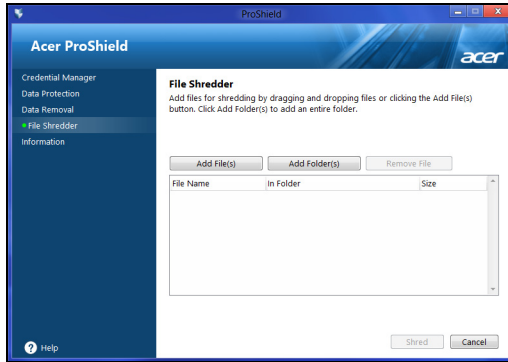 ProShield
Acer ProShield
acer
Credential Manager
Data Protection
Data Removal
File Shredder
Information
File Shredder
Add files for shredding by dragging and dropping files or clicking the Add File(s)
button. Click Add Folder(s) to add an entire folder.
Add File(s) Add Folder(s) Remove File
File Name In Folder Size
Shred Cancel
? Help